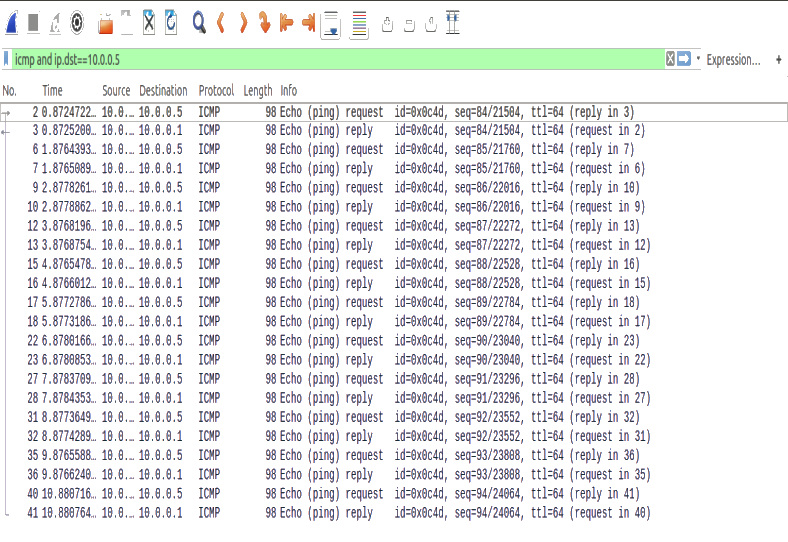 icmp and ip.dst==10.0.0.5 Expression... +
No. Time Source Destination Protocol Length Info
2 0.8724722... 10.0.... 10.0.0.5 ICMP 98 Echo (ping) request id=0x0c4d, seq=84/21504, ttl=64 (reply in 3)
3 0.8725200... 10.0.... 10.0.0.1 ICMP 98 Echo (ping) reply id=0x0c4d, seq=84/21504, ttl=64 (request in 2)
6 1.8764393... 10.0.... 10.0.0.5 ICMP 98 Echo (ping) request id=0x0c4d, seq=85/21760, ttl=64 (reply in 7)
7 1.8765089... 10.0.... 10.0.0.1 ICMP 98 Echo (ping) reply id=0x0c4d, seq=85/21760, ttl=64 (request in 6)
9 2.8778261... 10.0.... 10.0.0.5 ICMP 98 Echo (ping) request id=0x0c4d, seq=86/22016, ttl=64 (reply in 10)
10 2.8778862... 10.0.... 10.0.0.1 ICMP 98 Echo (ping) reply id=0x0c4d, seq=86/22016, ttl=64 (request in 9)
12 3.8768196... 10.0.... 10.0.0.5 ICMP 98 Echo (ping) request id=0x0c4d, seq=87/22272, ttl=64 (reply in 13)
13 3.8768754... 10.0.... 10.0.0.1 ICMP 98 Echo (ping) reply id=0x0c4d, seq=87/22272, ttl=64 (request in 12)
15 4.8765478... 10.0.... 10.0.0.5 ICMP 98 Echo (ping) request id=0x0c4d, seq=88/22528, ttl=64 (reply in 16)
16 4.8766012... 10.0.... 10.0.0.1 ICMP 98 Echo (ping) reply id=0x0c4d, seq=88/22528, ttl=64 (request in 15)
17 5.8772786... 10.0.... 10.0.0.5 ICMP 98 Echo (ping) request id=0x0c4d, seq=89/22784, ttl=64 (reply in 18)
18 5.8773186... 10.0.... 10.0.0.1 ICMP 98 Echo (ping) reply id=0x0c4d, seq=89/22784, ttl=64 (request in 17)
22 6.8780166... 10.0.... 10.0.0.5 ICMP 98 Echo (ping) request id=0x0c4d, seq=90/23040, ttl=64 (reply in 23)
23 6.8780853... 10.0.... 10.0.0.1 ICMP 98 Echo (ping) reply id=0x0c4d, seq=90/23040, ttl=64 (request in 22)
27 7.8783709... 10.0.... 10.0.0.5 ICMP 98 Echo (ping) request id=0x0c4d, seq=91/23296, ttl=64 (reply in 28)
28 7.8784353... 10.0.... 10.0.0.1 ICMP 98 Echo (ping) reply id=0x0c4d, seq=91/23296, ttl=64 (request in 27)
31 8.8773649... 10.0.... 10.0.0.5 ICMP 98 Echo (ping) request id=0x0c4d, seq=92/23552, ttl=64 (reply in 32)
32 8.8774289... 10.0.... 10.0.0.1 ICMP 98 Echo (ping) reply id=0x0c4d, seq=92/23552, ttl=64 (request in 31)
35 9.8765588... 10.0.... 10.0.0.5 ICMP 98 Echo (ping) request id=0x0c4d, seq=93/23808, ttl=64 (reply in 36)
36 9.8766240... 10.0.... 10.0.0.1 ICMP 98 Echo (ping) reply id=0x0c4d, seq=93/23808, ttl=64 (request in 35)
40 10.880716... 10.0.... 10.0.0.5 ICMP 98 Echo (ping) request id=0x0c4d, seq=94/24064, ttl=64 (reply in 41)
41 10.880764... 10.0.... 10.0.0.1 ICMP 98 Echo (ping) reply id=0x0c4d, seq=94/24064, ttl=64 (request in 40)